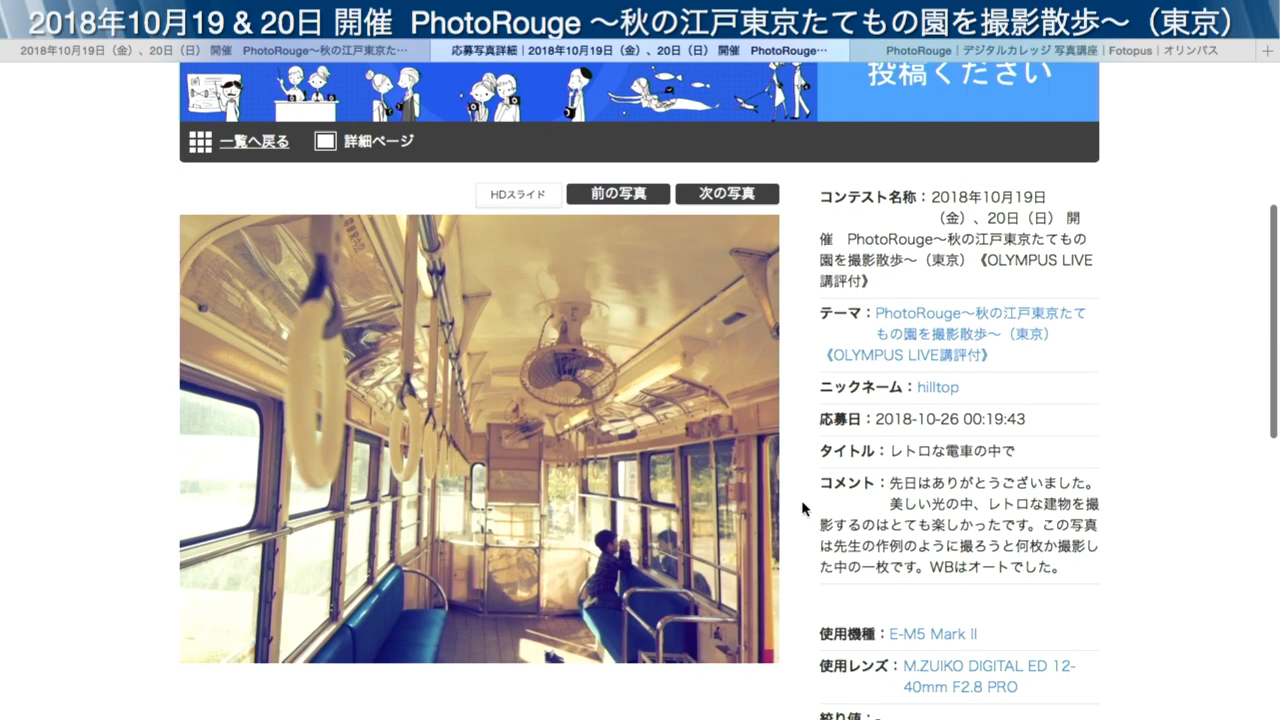 2018年10月19 & 20日 開催 PhotoRouge 〜秋の江戸東京たてもの園を撮影散歩〜（東京）
2018年10月19日（金）、20日（日） 開催　PhotoRouge〜秋の江戸東京た…
応募写真詳細｜2018年10月19日（金）、20日（日） 開催　PhotoRouge…
PhotoRouge｜デジタルカレッジ 写真講座｜Fotopus｜オリンパス
投稿ください
一覧へ戻る
詳細ページ
HDスライド
前の写真
次の写真
コンテスト名称：2018年10月19日
（金）、20日（日） 開
催　PhotoRouge〜秋の江戸東京たてもの
園を撮影散歩〜（東京）《OLYMPUS LIVE
講評付》
テーマ：PhotoRouge〜秋の江戸東京たて
もの園を撮影散歩〜（東京）
《OLYMPUS LIVE講評付》
ニックネーム：hilltop
応募日：2018-10-26 00:19:43
タイトル：レトロな電車の中で
コメント：先日はありがとうございました。
美しい光の中、レトロな建物を撮
影するのはとても楽しかったです。この写真
は先生の作例のように撮ろうと何枚か撮影し
た中の一枚です。WBはオートでした。
使用機種：E-M5 Mark II
使用レンズ：M.ZUIKO DIGITAL ED 12-
40mm F2.8 PRO
絞り値：-